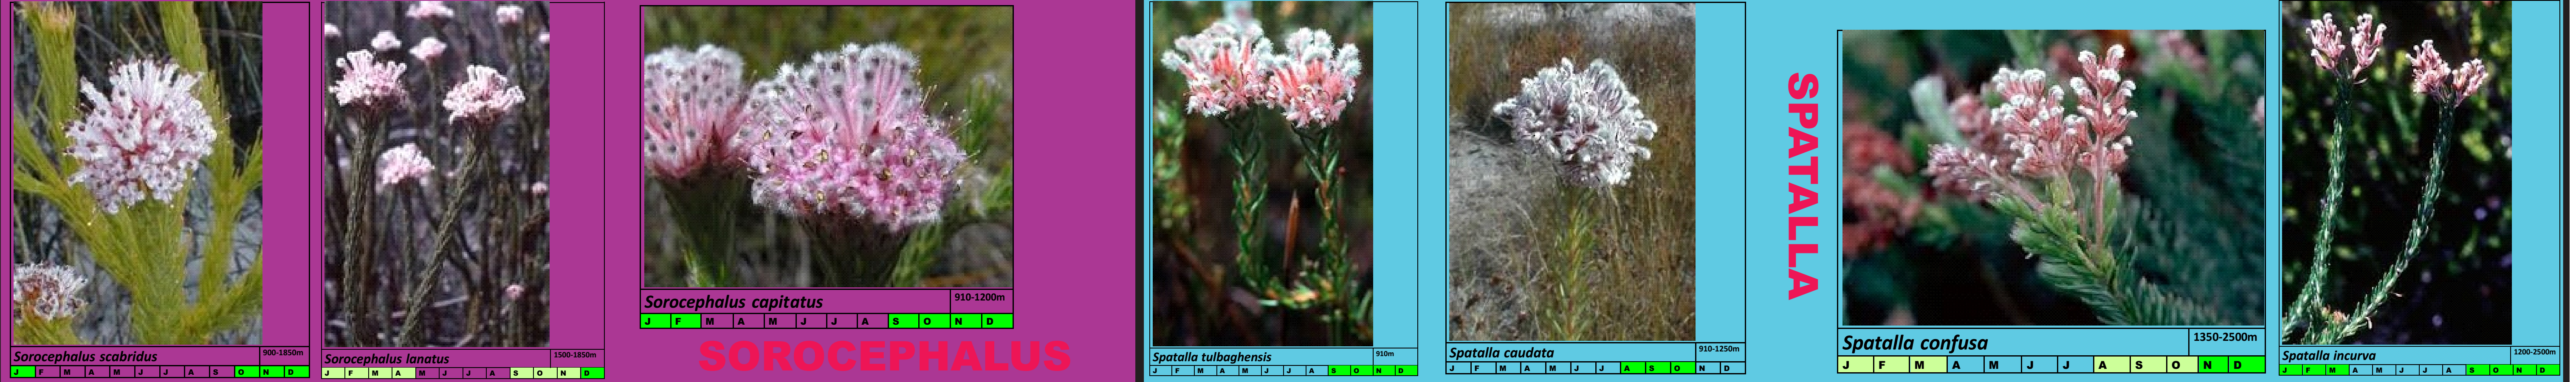 Sorocephalus scabridus 900-1850m
J F M A M J J A S O N D
Sorocephalus lanatus 1500-1850m
J F M A M J J A S O N D
Sorocephalus capitatus 910-1200m
J F M A M J J A S O N D
SOROCEPHALUS
Spatalla tulbaghensis 910m
J F M A M J J A S O N D
Spatalla caudata 910-1250m
J F M A M J J A S O N D
SPATALLA
Spatalla confusa 1350-2500m
J F M A M J J A S O N D
Spatalla incurva 1200-2500m
J F M A M J J A S O N D